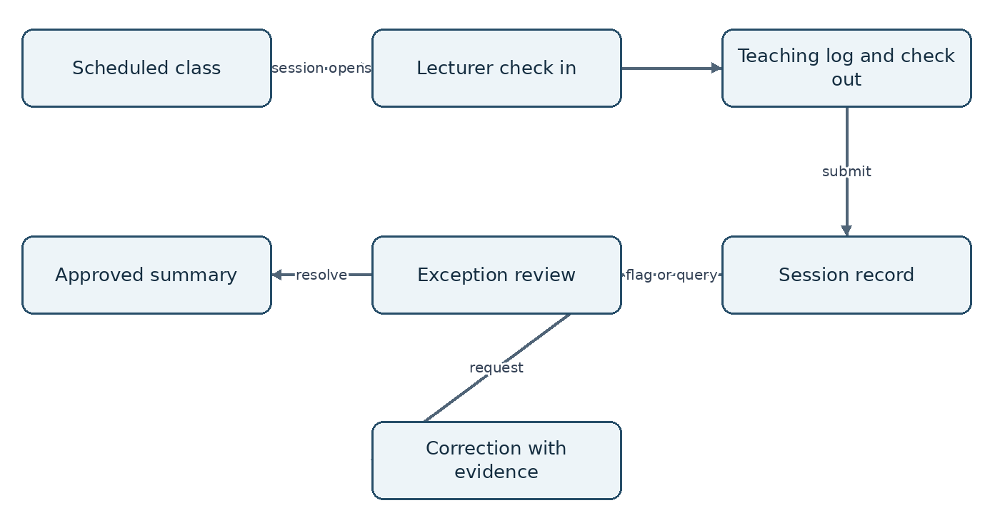 Scheduled class
session opens
Lecturer check in
Teaching log and check
out
submit
Approved summary
resolve
Exception review
flag or query
Session record
request
Correction with
evidence